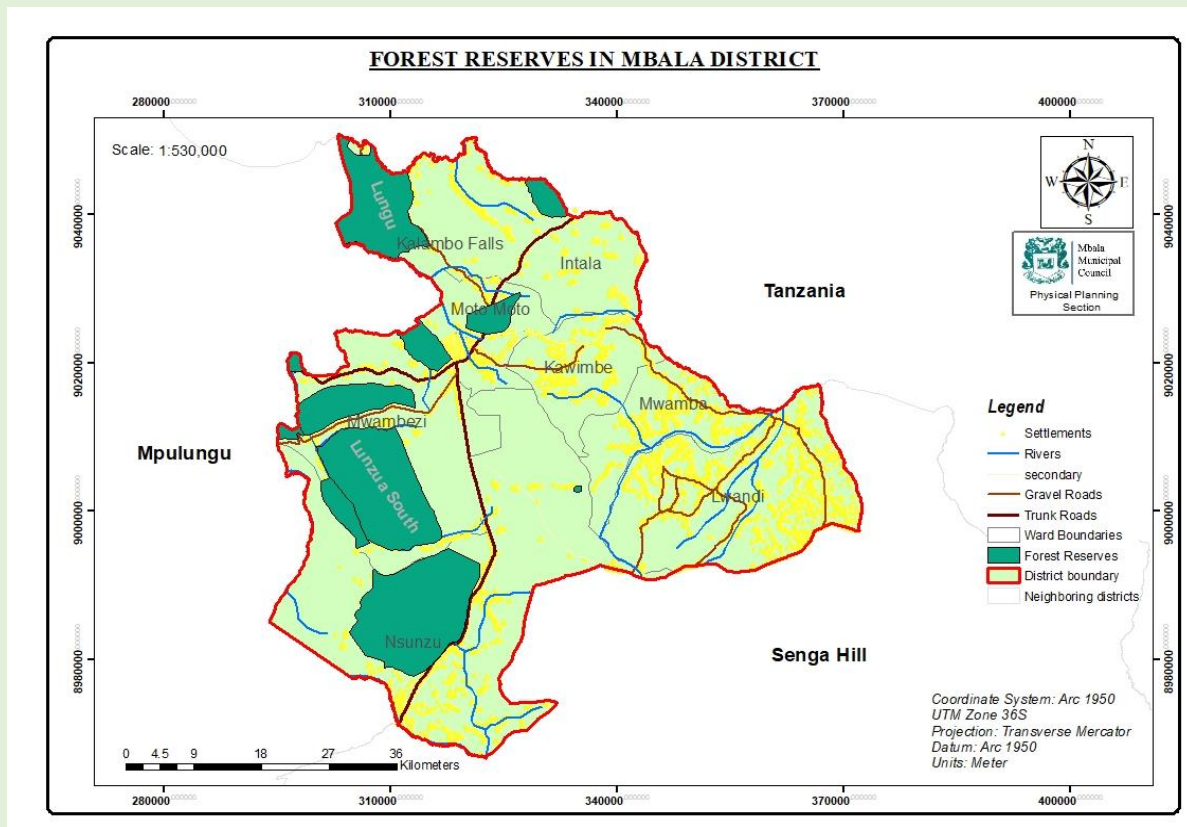 FOREST RESERVES IN MBALA DISTRICT
280000 310000 340000 370000 400000
Scale: 1:530,000
N
W E
S
Mbala
Municipal
Council
Physical Planning
Section
9040000 9040000
9020000 9020000
9000000 9000000
8980000 8980000
Lungu
Kalambo Falls
Intala
Tanzania
Moto Moto
Kawimbe
Mwamba
Mwambezi
Mpulungu
Lunzua South
Lwandi
Nsunzu
Senga Hill
Legend
Settlements
Rivers
secondary
Gravel Roads
Trunk Roads
Ward Boundaries
Forest Reserves
District boundary
Neighboring districts
Coordinate System: Arc 1950
UTM Zone 36S
Projection: Transverse Mercator
Datum: Arc 1950
Units: Meter
0 4.5 9 18 27 36
Kilometers
280000 310000 340000 370000 400000